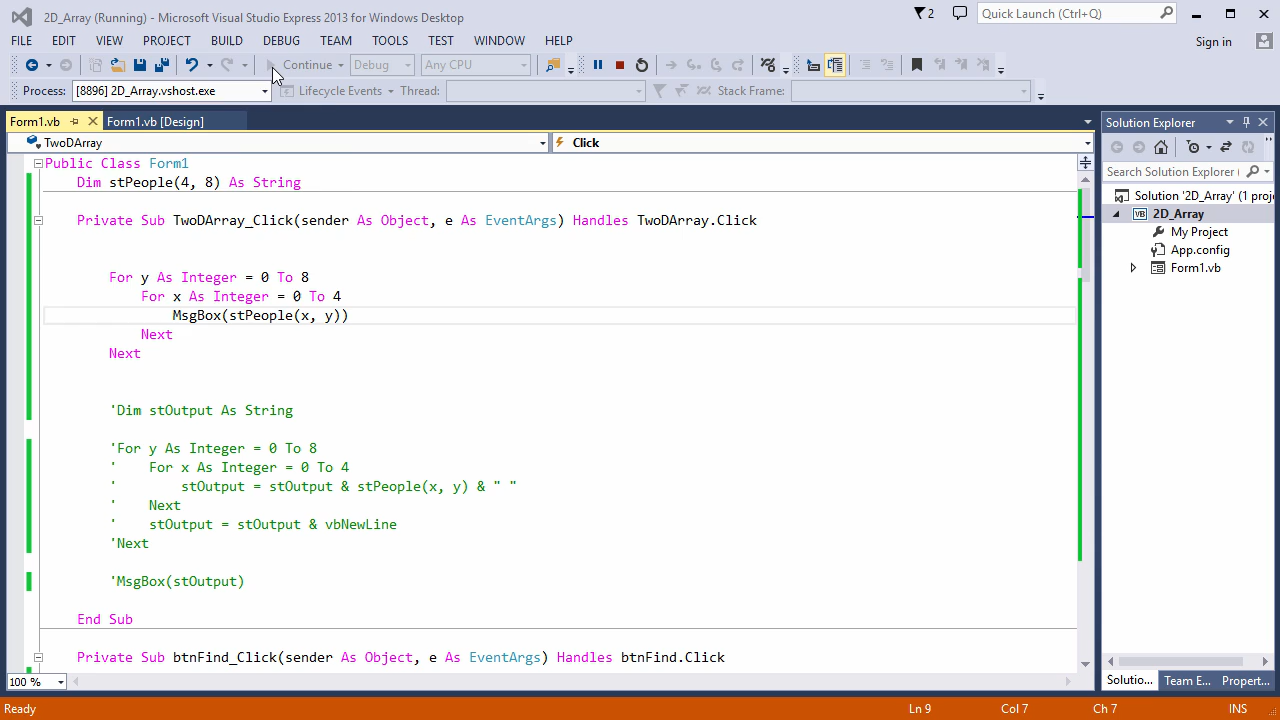 2D_Array (Running) - Microsoft Visual Studio Express 2013 for Windows Desktop
2
Quick Launch (Ctrl+Q)
FILE EDIT VIEW PROJECT BUILD DEBUG TEAM TOOLS TEST WINDOW HELP
Sign in
Continue Debug Any CPU
Process: [8896] 2D_Array.vshost.exe Lifecycle Events Thread: Stack Frame:
Form1.vb Form1.vb [Design]
Solution Explorer
TwoDArray Click
Search Solution Explorer (
Solution '2D_Array' (1 proj
2D_Array
My Project
App.config
Form1.vb
Public Class Form1
Dim stPeople(4, 8) As String
Private Sub TwoDArray_Click(sender As Object, e As EventArgs) Handles TwoDArray.Click
For y As Integer = 0 To 8
For x As Integer = 0 To 4
MsgBox(stPeople(x, y))
Next
Next
'Dim stOutput As String
'For y As Integer = 0 To 8
' For x As Integer = 0 To 4
' stOutput = stOutput & stPeople(x, y) & " "
' Next
' stOutput = stOutput & vbNewLine
'Next
'MsgBox(stOutput)
End Sub
Private Sub btnFind_Click(sender As Object, e As EventArgs) Handles btnFind.Click
100 %
Solutio... Team E... Propert...
Ready Ln 9 Col 7 Ch 7 INS